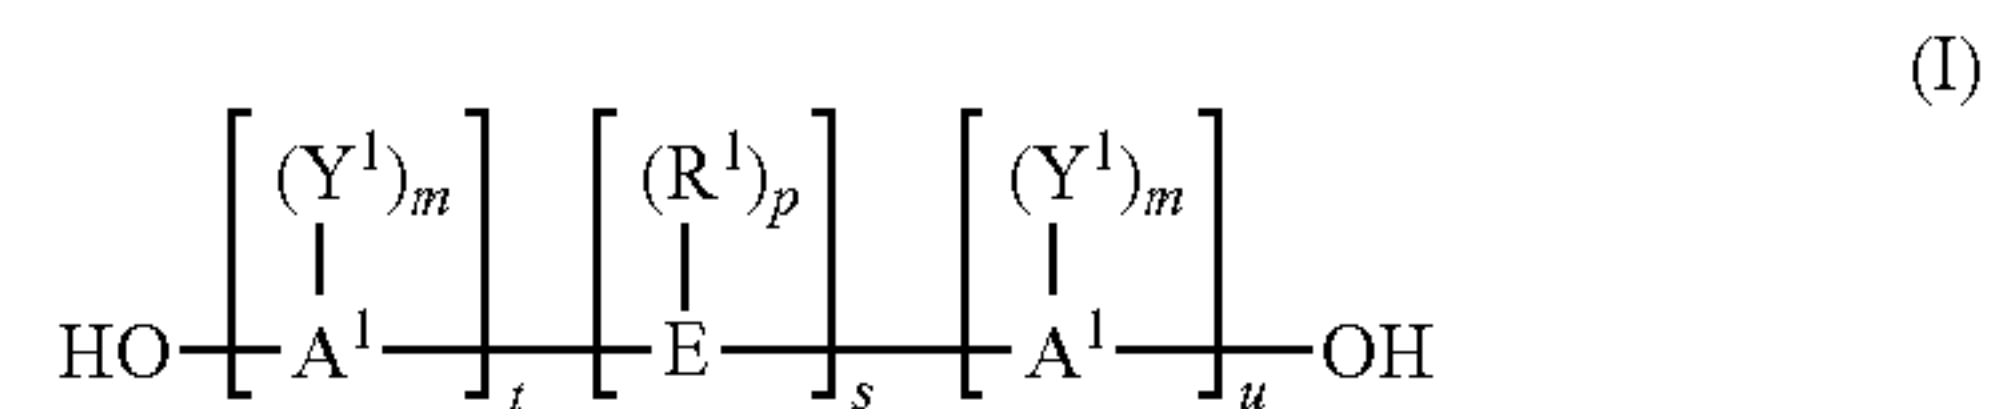 (I)
(Y¹)ₘ (R¹)ₚ (Y¹)ₘ
HO A¹ E A¹ OH
t s u